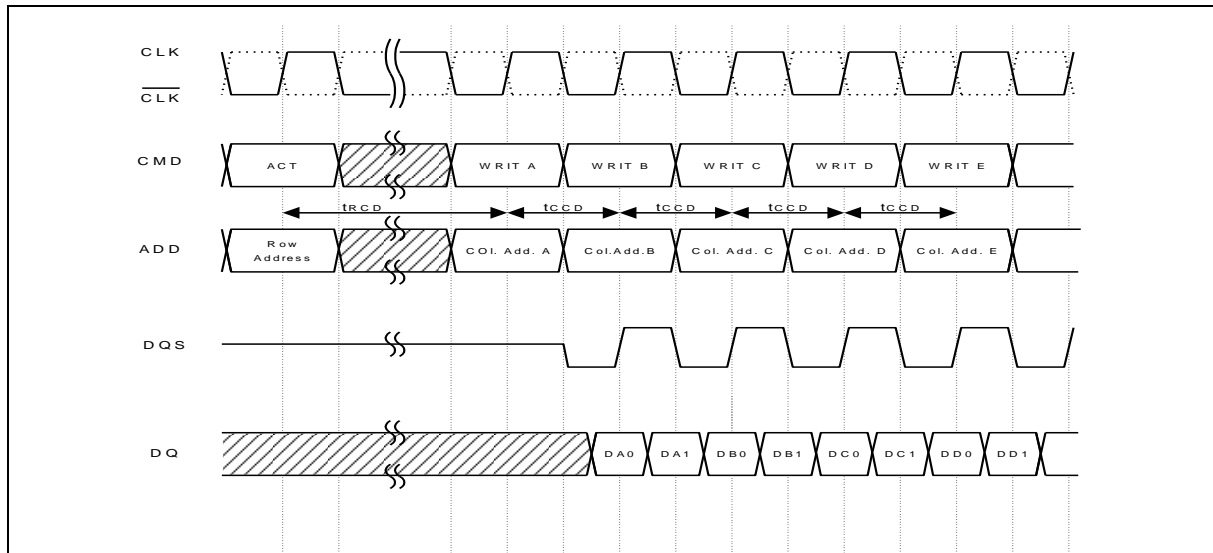 CLK
CLK
CMD ACT WRIT A WRIT B WRIT C WRIT D WRIT E
tRCD tCCD tCCD tCCD tCCD
ADD Row Address COl. Add. A Col.Add.B Col. Add. C Col. Add. D Col. Add. E
DQS
DQ DA0 DA1 DB0 DB1 DC0 DC1 DD0 DD1